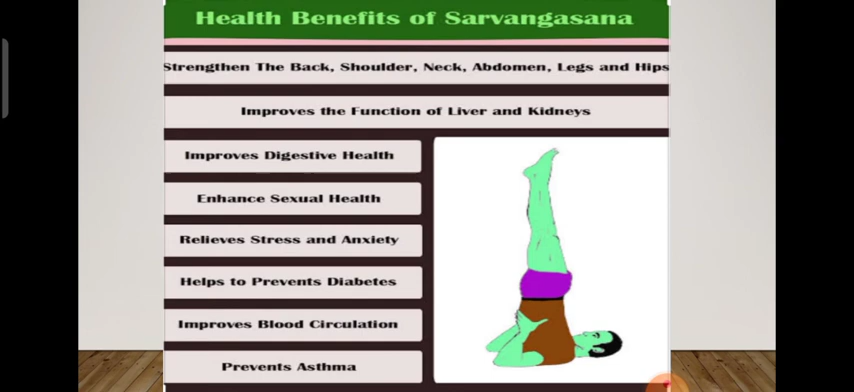 Health Benefits of Sarvangasana
Strengthen The Back, Shoulder, Neck, Abdomen, Legs and Hips
Improves the Function of Liver and Kidneys
Improves Digestive Health
Enhance Sexual Health
Relieves Stress and Anxiety
Helps to Prevents Diabetes
Improves Blood Circulation
Prevents Asthma